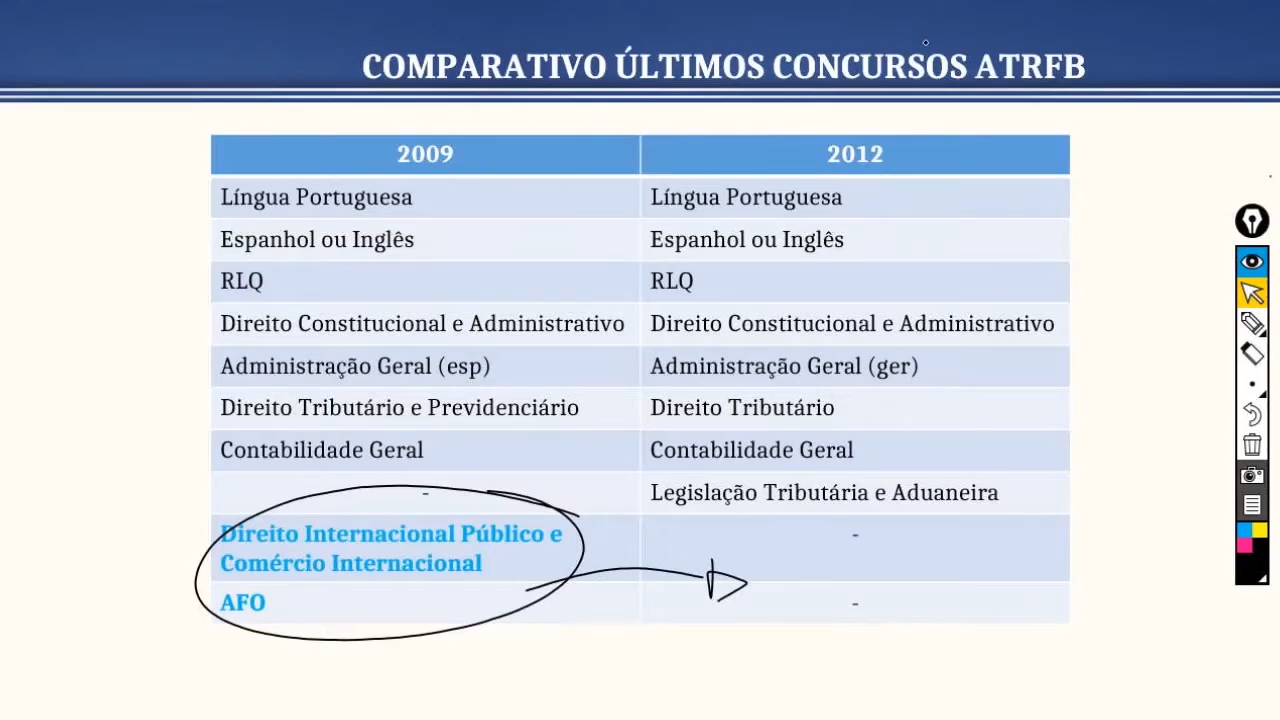 COMPARATIVO ÚLTIMOS CONCURSOS ATRFB
2009 2012
Língua Portuguesa Língua Portuguesa
Espanhol ou Inglês Espanhol ou Inglês
RLQ RLQ
Direito Constitucional e Administrativo Direito Constitucional e Administrativo
Administração Geral (esp) Administração Geral (ger)
Direito Tributário e Previdenciário Direito Tributário
Contabilidade Geral Contabilidade Geral
- Legislação Tributária e Aduaneira
Direito Internacional Público e -
Comércio Internacional
AFO -